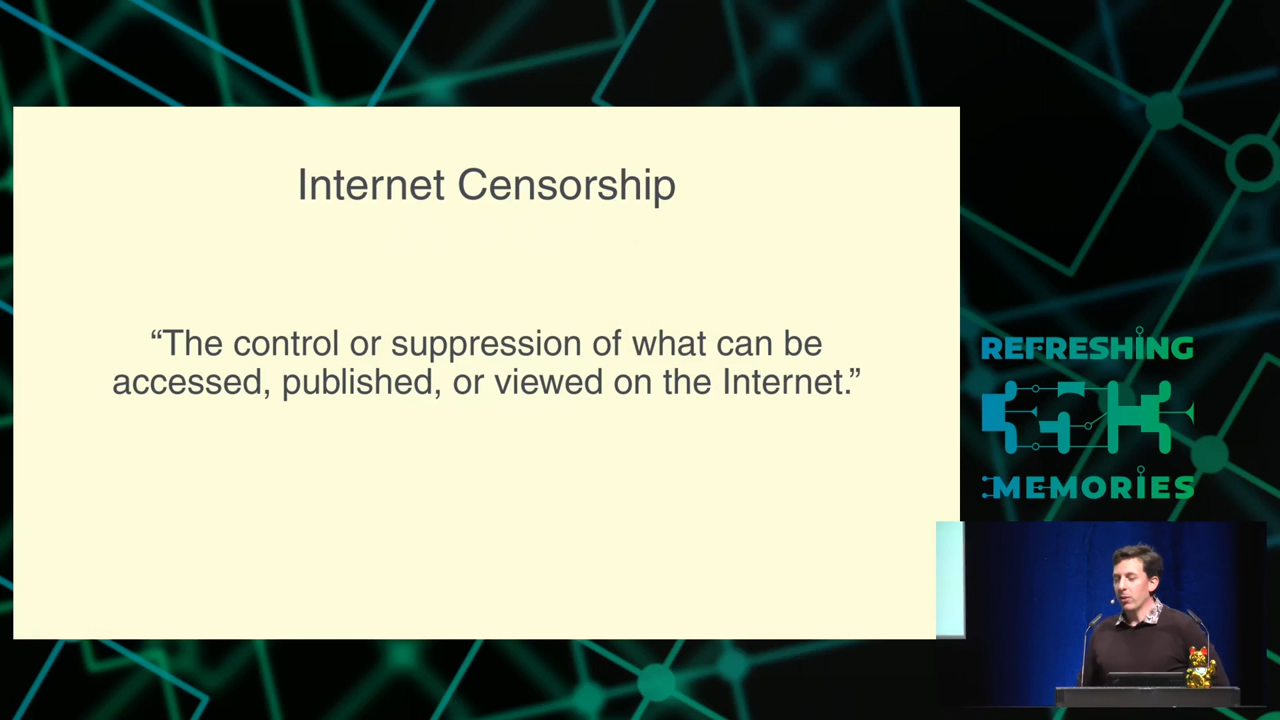 Internet Censorship
“The control or suppression of what can be
accessed, published, or viewed on the Internet.”
REFRESHING
35C3
MEMORIES